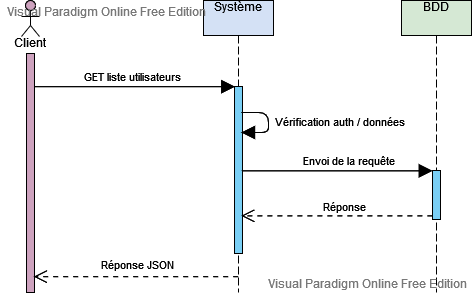 Visual Paradigm Online Free Edition
Système
BDD
Client
GET liste utilisateurs
Vérification auth / données
Envoi de la requête
Réponse
Réponse JSON
Visual Paradigm Online Free Edition